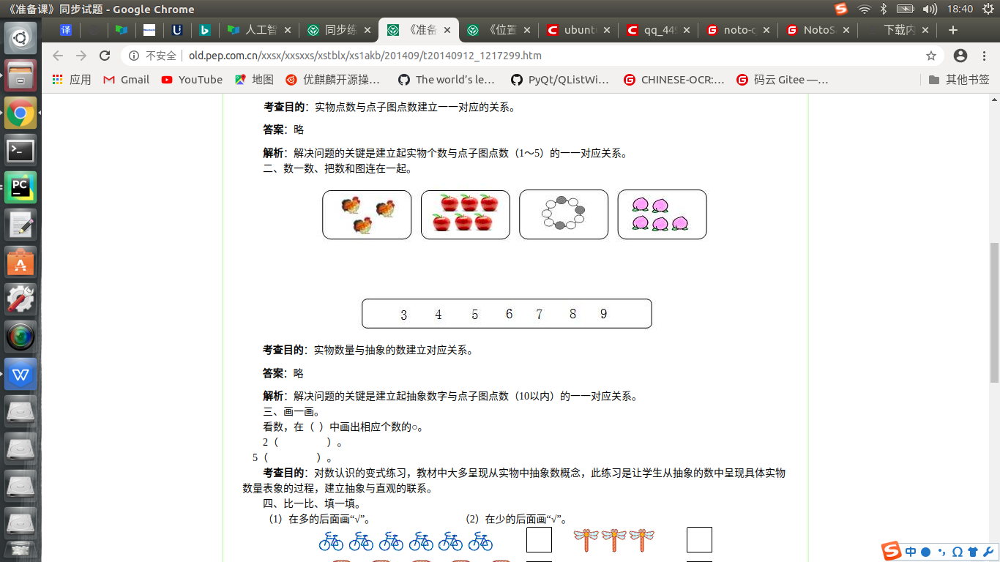 《准备课》同步试题 - Google Chrome
18:40
译
人工智
同步练
《准备
《位置
ubunt
qq_449
noto-c
NotoS
下载内
不安全
old.pep.com.cn/xxsx/xxsxxs/xstblx/xs1akb/201409/t20140912_1217299.htm
应用
Gmail
YouTube
地图
优麒麟开源操...
The world's le...
PyQt/QListWi...
CHINESE-OCR:...
码云 Gitee —...
其他书签
考查目的：实物点数与点子图点数建立一一对应的关系。
答案：略
解析：解决问题的关键是建立起实物个数与点子图点数（1～5）的一一对应关系。
二、数一数、把数和图连在一起。
3 4 5 6 7 8 9
考查目的：实物数量与抽象的数建立对应关系。
答案：略
解析：解决问题的关键是建立起抽象数字与点子图点数（10以内）的一一对应关系。
三、画一画。
看数，在（ ）中画出相应个数的○。
2（ ）。
5（ ）。
考查目的：对数认识的变式练习，教材中大多呈现从实物中抽象数概念，此练习是让学生从抽象的数中呈现具体实物
数量表象的过程，建立抽象与直观的联系。
四、比一比、填一填。
（1）在多的后面画“√”。 （2）在少的后面画“√”。
中